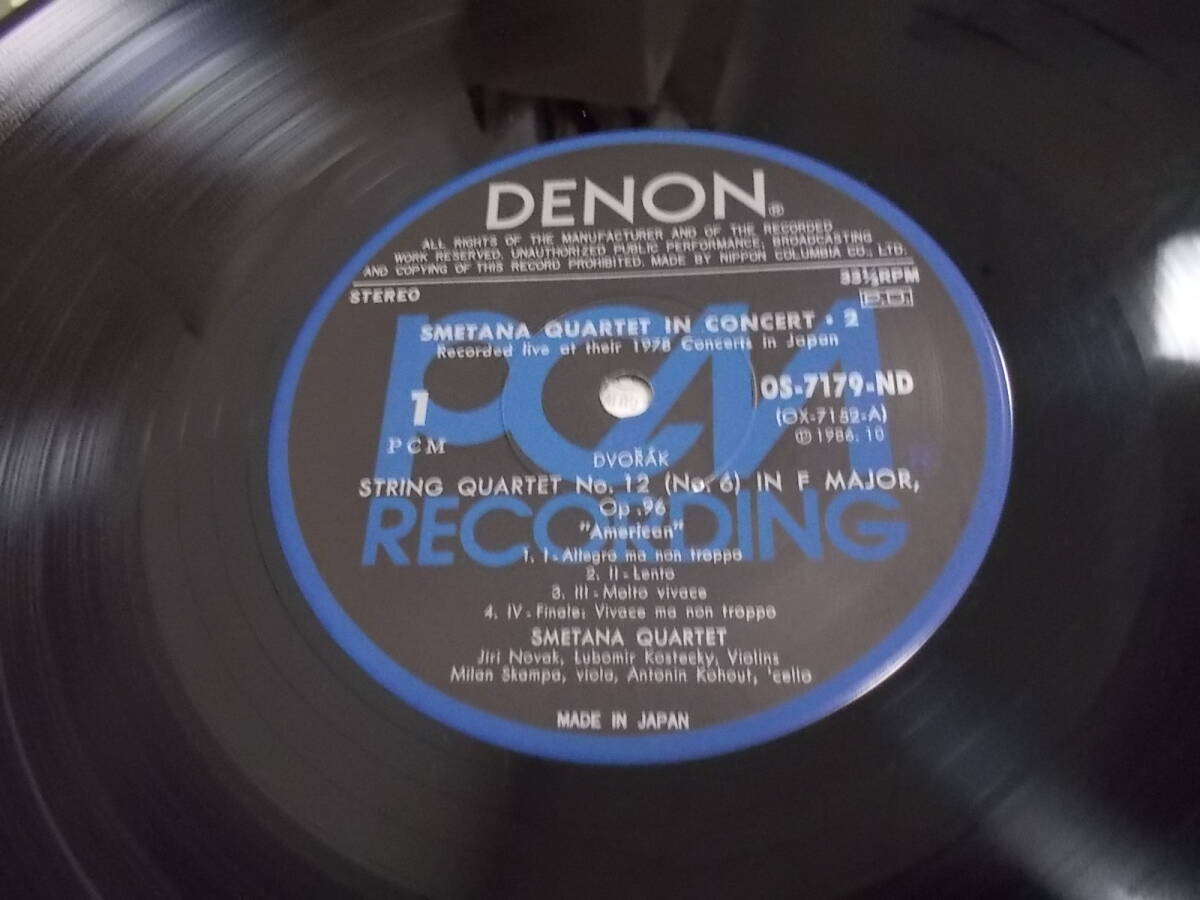 DENON®
ALL RIGHTS OF THE MANUFACTURER AND OF THE RECORDED
WORK RESERVED. UNAUTHORIZED PUBLIC PERFORMANCE, BROADCASTING
AND COPYING OF THIS RECORD PROHIBITED. MADE BY NIPPON COLUMBIA CO., LTD.
STEREO
33⅓RPM
P.D.
SMETANA QUARTET IN CONCERT • 2
Recorded live at their 1978 Concerts in Japan
PCM
RECORDING
1
PCM
OS-7179-ND
(OX-7152-A)
℗ 1986. 10
DVOŘÁK
STRING QUARTET No. 12 (No. 6) IN F MAJOR,
Op. 96
"American"
1. I-Allegro ma non troppo
2. II-Lento
3. III-Molto vivace
4. IV-Finale: Vivace ma non troppo
SMETANA QUARTET
Jiri Novak, Lubomir Kostecky, Violins
Milan Skampa, viola, Antonin Kohout, 'cello
MADE IN JAPAN